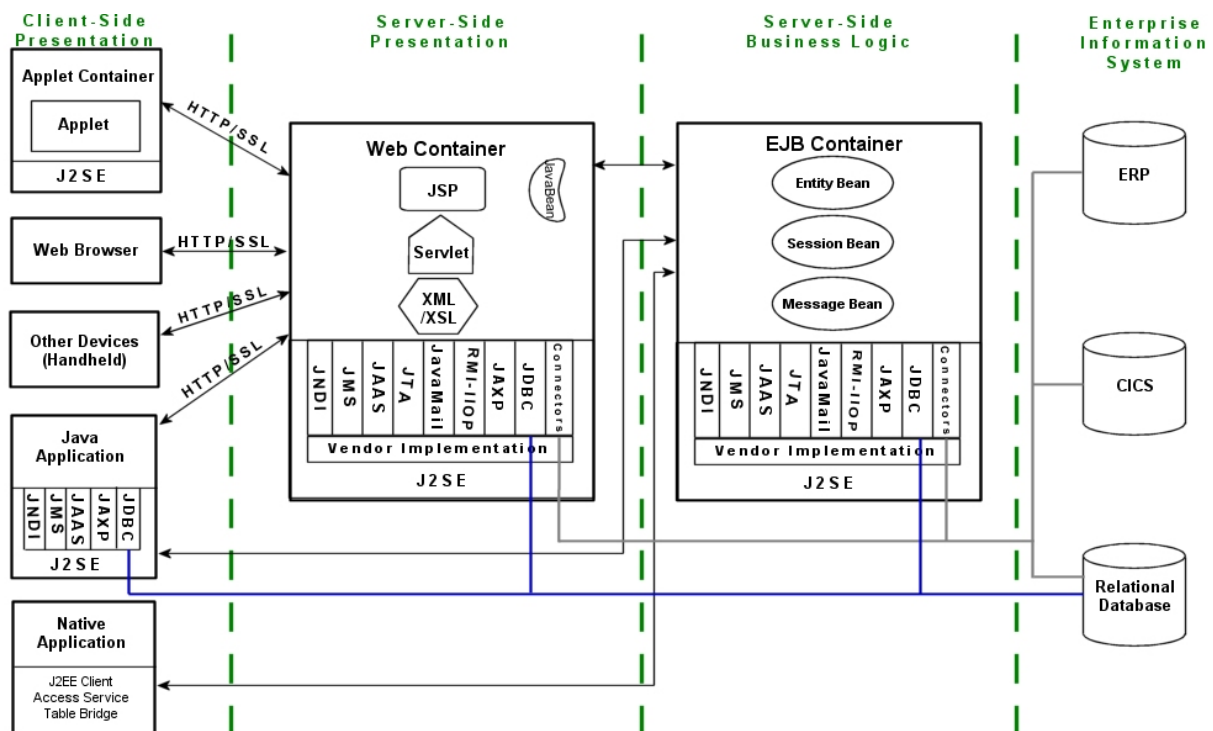 Client-Side
Presentation
Server-Side
Presentation
Server-Side
Business Logic
Enterprise
Information
System
Applet Container
Applet
J2SE
Web Browser
Other Devices
(Handheld)
Java
Application
JNDI
JMS
JAAS
JAXP
JDBC
J2SE
Native
Application
J2EE Client
Access Service
Table Bridge
HTTP/SSL
HTTP/SSL
HTTP/SSL
HTTP/SSL
Web Container
JSP
JavaBean
Servlet
XML
/XSL
JNDI
JMS
JAAS
JTA
JavaMail
RMI-IIOP
JAXP
JDBC
Connectors
Vendor Implementation
J2SE
EJB Container
Entity Bean
Session Bean
Message Bean
JNDI
JMS
JAAS
JTA
JavaMail
RMI-IIOP
JAXP
JDBC
Connectors
Vendor Implementation
J2SE
ERP
CICS
Relational
Database